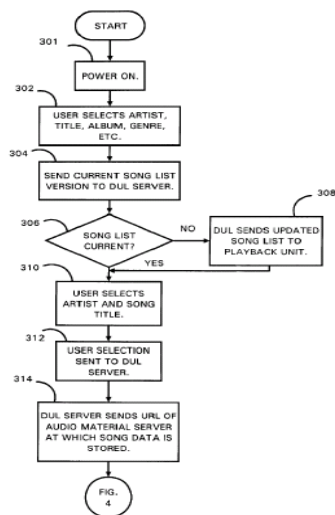 START
301
POWER ON.
302
USER SELECTS ARTIST,
TITLE, ALBUM, GENRE,
ETC.
304
SEND CURRENT SONG LIST
VERSION TO DUL SERVER.
306
SONG LIST
CURRENT?
NO
YES
308
DUL SENDS UPDATED
SONG LIST TO
PLAYBACK UNIT.
310
USER SELECTS
ARTIST AND SONG
TITLE.
312
USER SELECTION
SENT TO DUL
SERVER.
314
DUL SERVER SENDS URL OF
AUDIO MATERIAL SERVER
AT WHICH SONG DATA IS
STORED.
FIG.
4